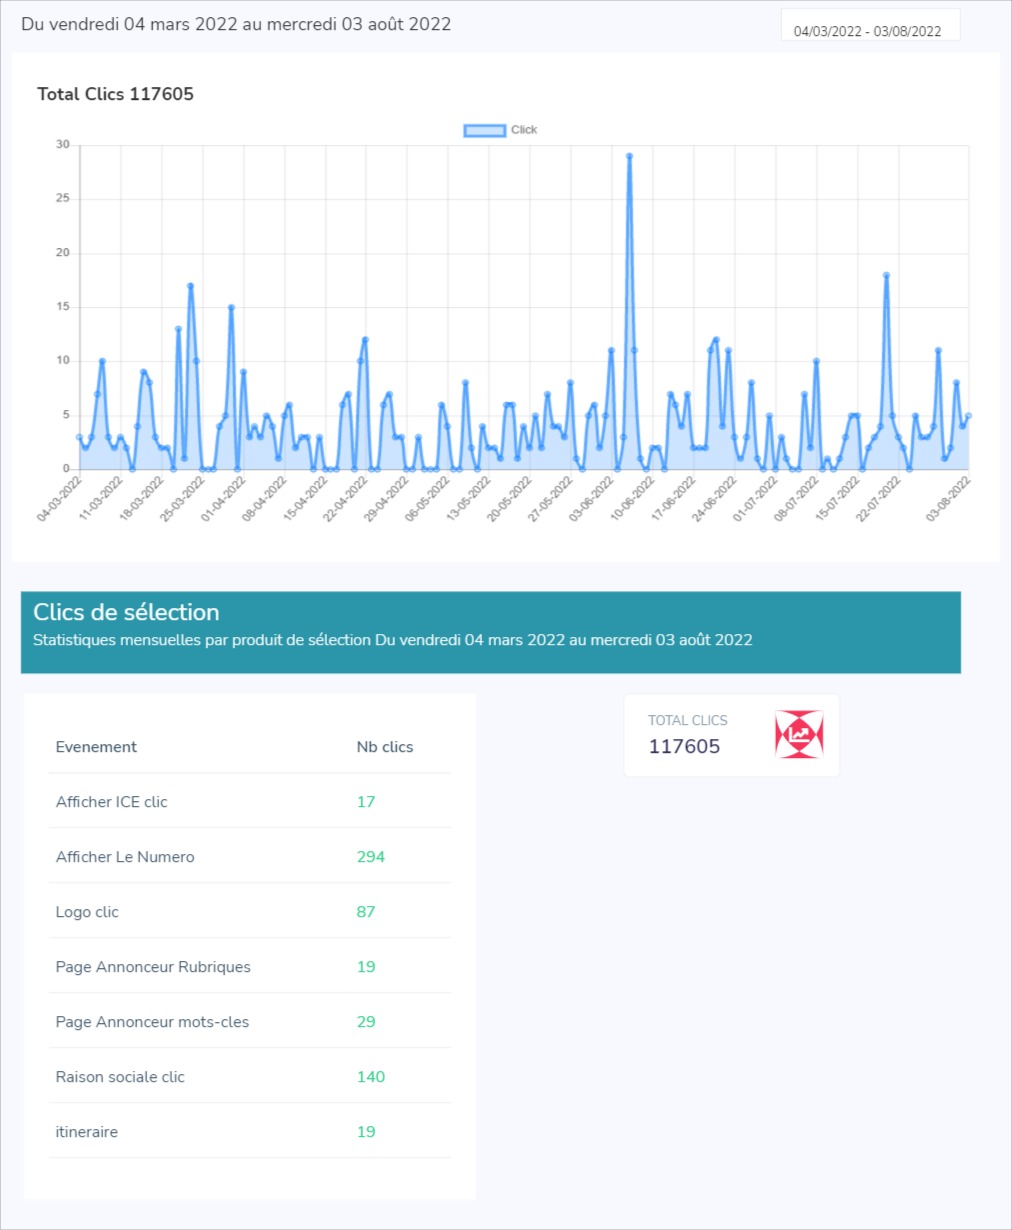 Du vendredi 04 mars 2022 au mercredi 03 août 2022
04/03/2022 - 03/08/2022
Total Clics 117605
Click
30
25
20
15
10
5
0
04-03-2022
11-03-2022
18-03-2022
25-03-2022
01-04-2022
08-04-2022
15-04-2022
22-04-2022
29-04-2022
06-05-2022
13-05-2022
20-05-2022
27-05-2022
03-06-2022
10-06-2022
17-06-2022
24-06-2022
01-07-2022
08-07-2022
15-07-2022
22-07-2022
03-08-2022
Clics de sélection
Statistiques mensuelles par produit de sélection Du vendredi 04 mars 2022 au mercredi 03 août 2022
Evenement Nb clics
Afficher ICE clic 17
Afficher Le Numero 294
Logo clic 87
Page Annonceur Rubriques 19
Page Annonceur mots-cles 29
Raison sociale clic 140
itineraire 19
TOTAL CLICS
117605